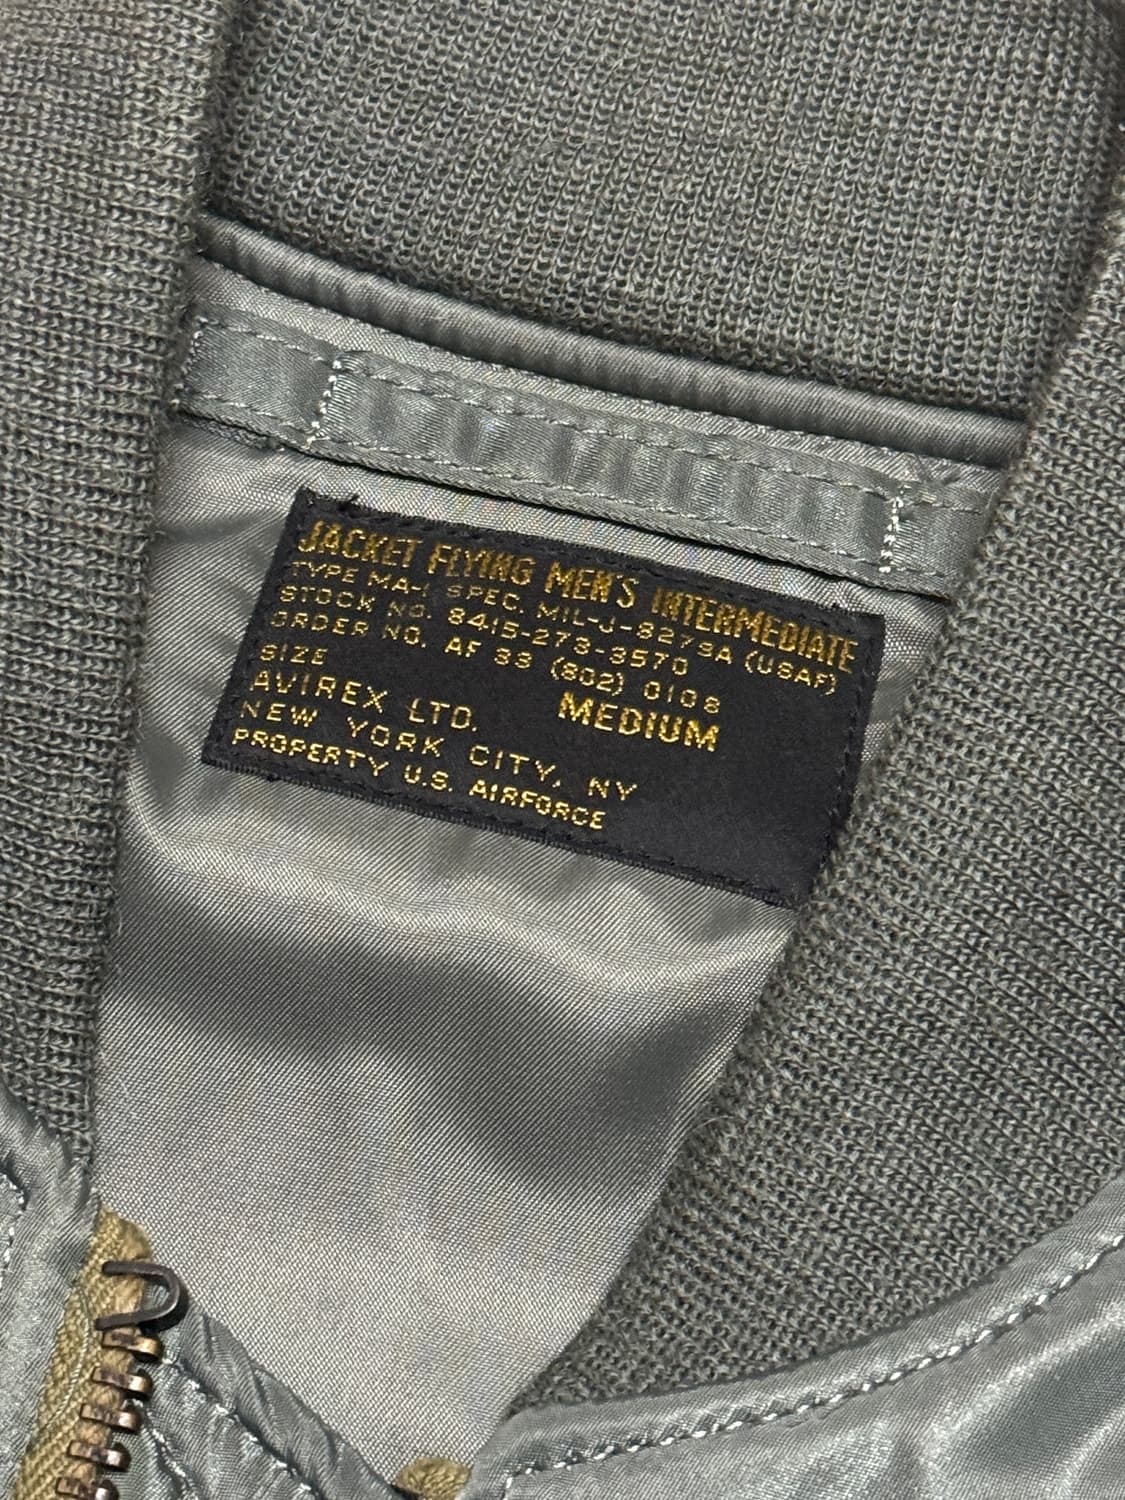 JACKET FLYING MEN'S INTERMEDIATE
TYPE MA-1 SPEC. MIL-J-8279A (USAF)
STOCK NO. 8415-273-3570
ORDER NO. AF 33 (802) 0108
SIZE MEDIUM
AVIREX LTD.
NEW YORK CITY, NY
PROPERTY U.S. AIRFORCE